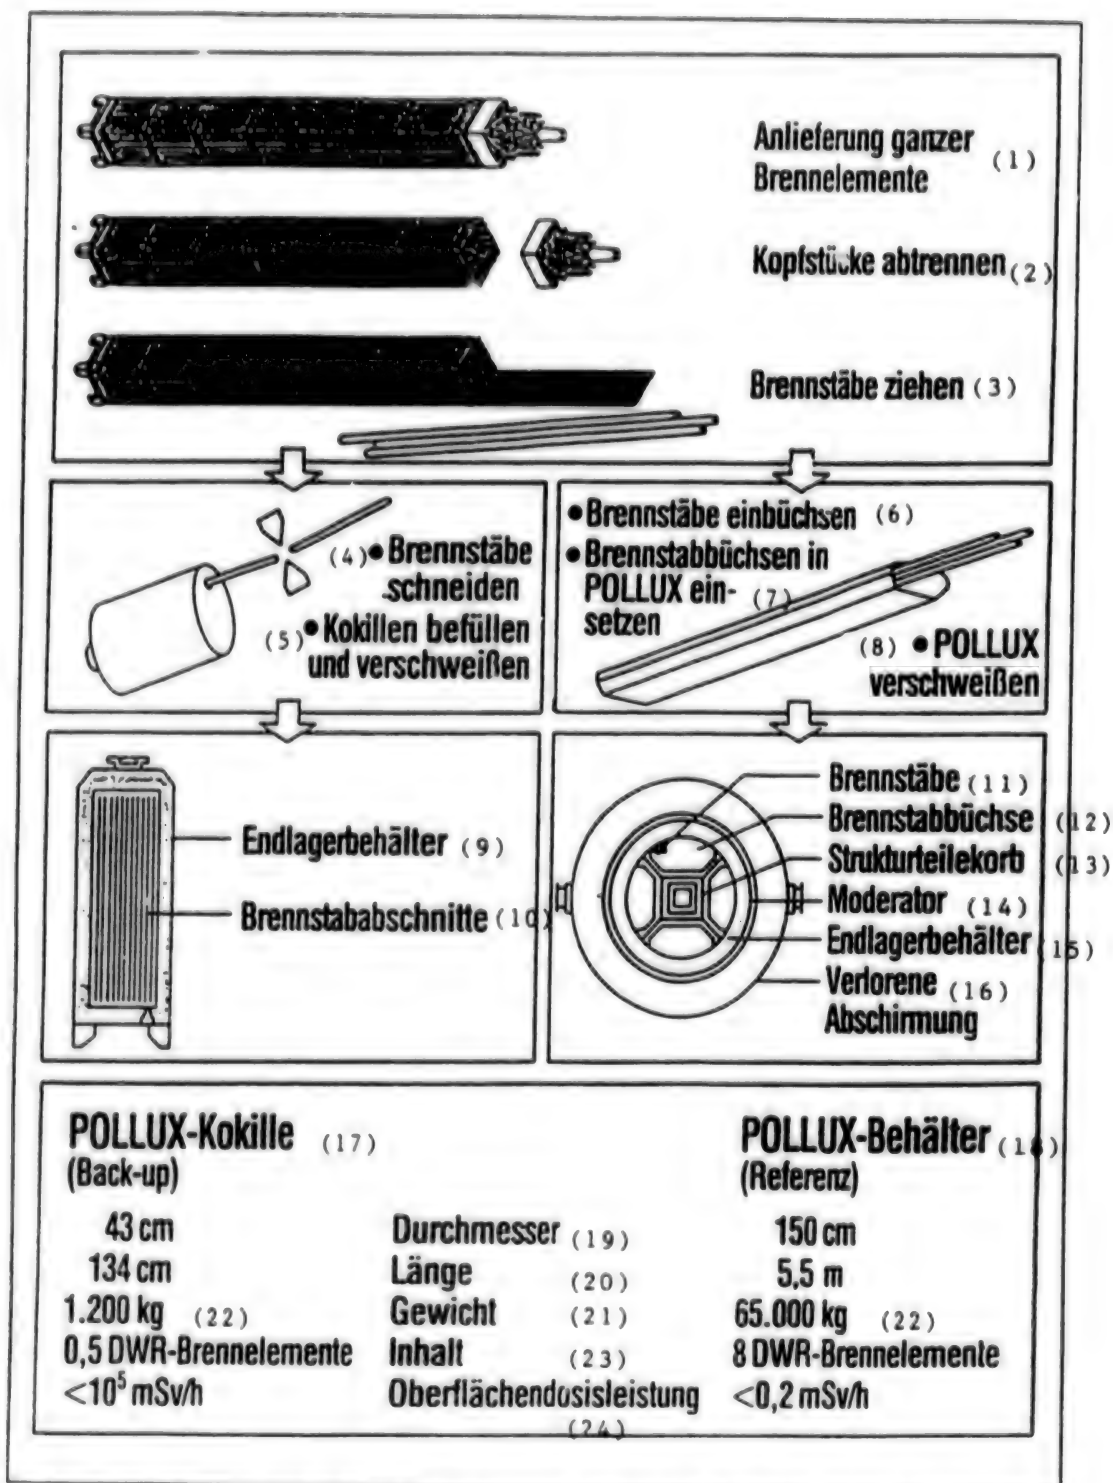 Anlieferung ganzer (1)
Brennelemente
Kopfstücke abtrennen (2)
Brennstäbe ziehen (3)
(4) • Brennstäbe
schneiden
(5) • Kokillen befüllen
und verschweißen
• Brennstäbe einbüchsen (6)
• Brennstabbüchsen in
POLLUX ein- (7)
setzen
(8) • POLLUX
verschweißen
Endlagerbehälter (9)
Brennstababschnitte (10)
Brennstäbe (11)
Brennstabbüchse (12)
Strukturteilekorb (13)
Moderator (14)
Endlagerbehälter (15)
Verlorene (16)
Abschirmung
POLLUX-Kokille (17) POLLUX-Behälter (18)
(Back-up) (Referenz)
43 cm Durchmesser (19) 150 cm
134 cm Länge (20) 5,5 m
1.200 kg (22) Gewicht (21) 65.000 kg (22)
0,5 DWR-Brennelemente Inhalt (23) 8 DWR-Brennelemente
<10⁵ mSv/h Oberflächendosisleistung <0,2 mSv/h
(24)